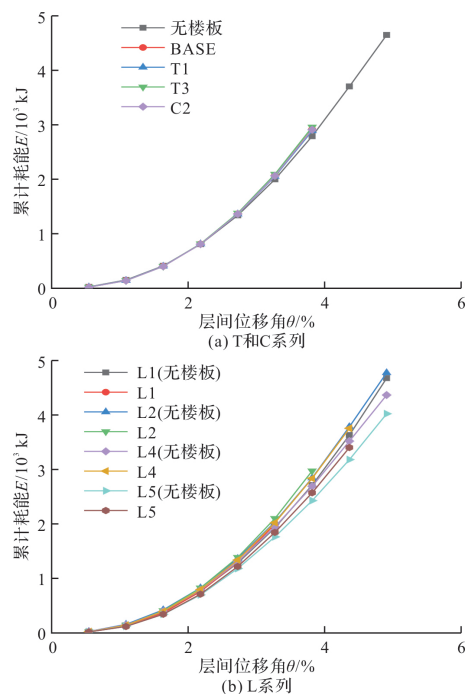 无楼板
BASE
T1
T3
C2
累计耗能E/10³ kJ
5
4
3
2
1
0
0 2 4 6
层间位移角θ/%
(a) T和C系列
L1(无楼板)
L1
L2(无楼板)
L2
L4(无楼板)
L4
L5(无楼板)
L5
累计耗能E/10³ kJ
5
4
3
2
1
0
0 2 4 6
层间位移角θ/%
(b) L系列